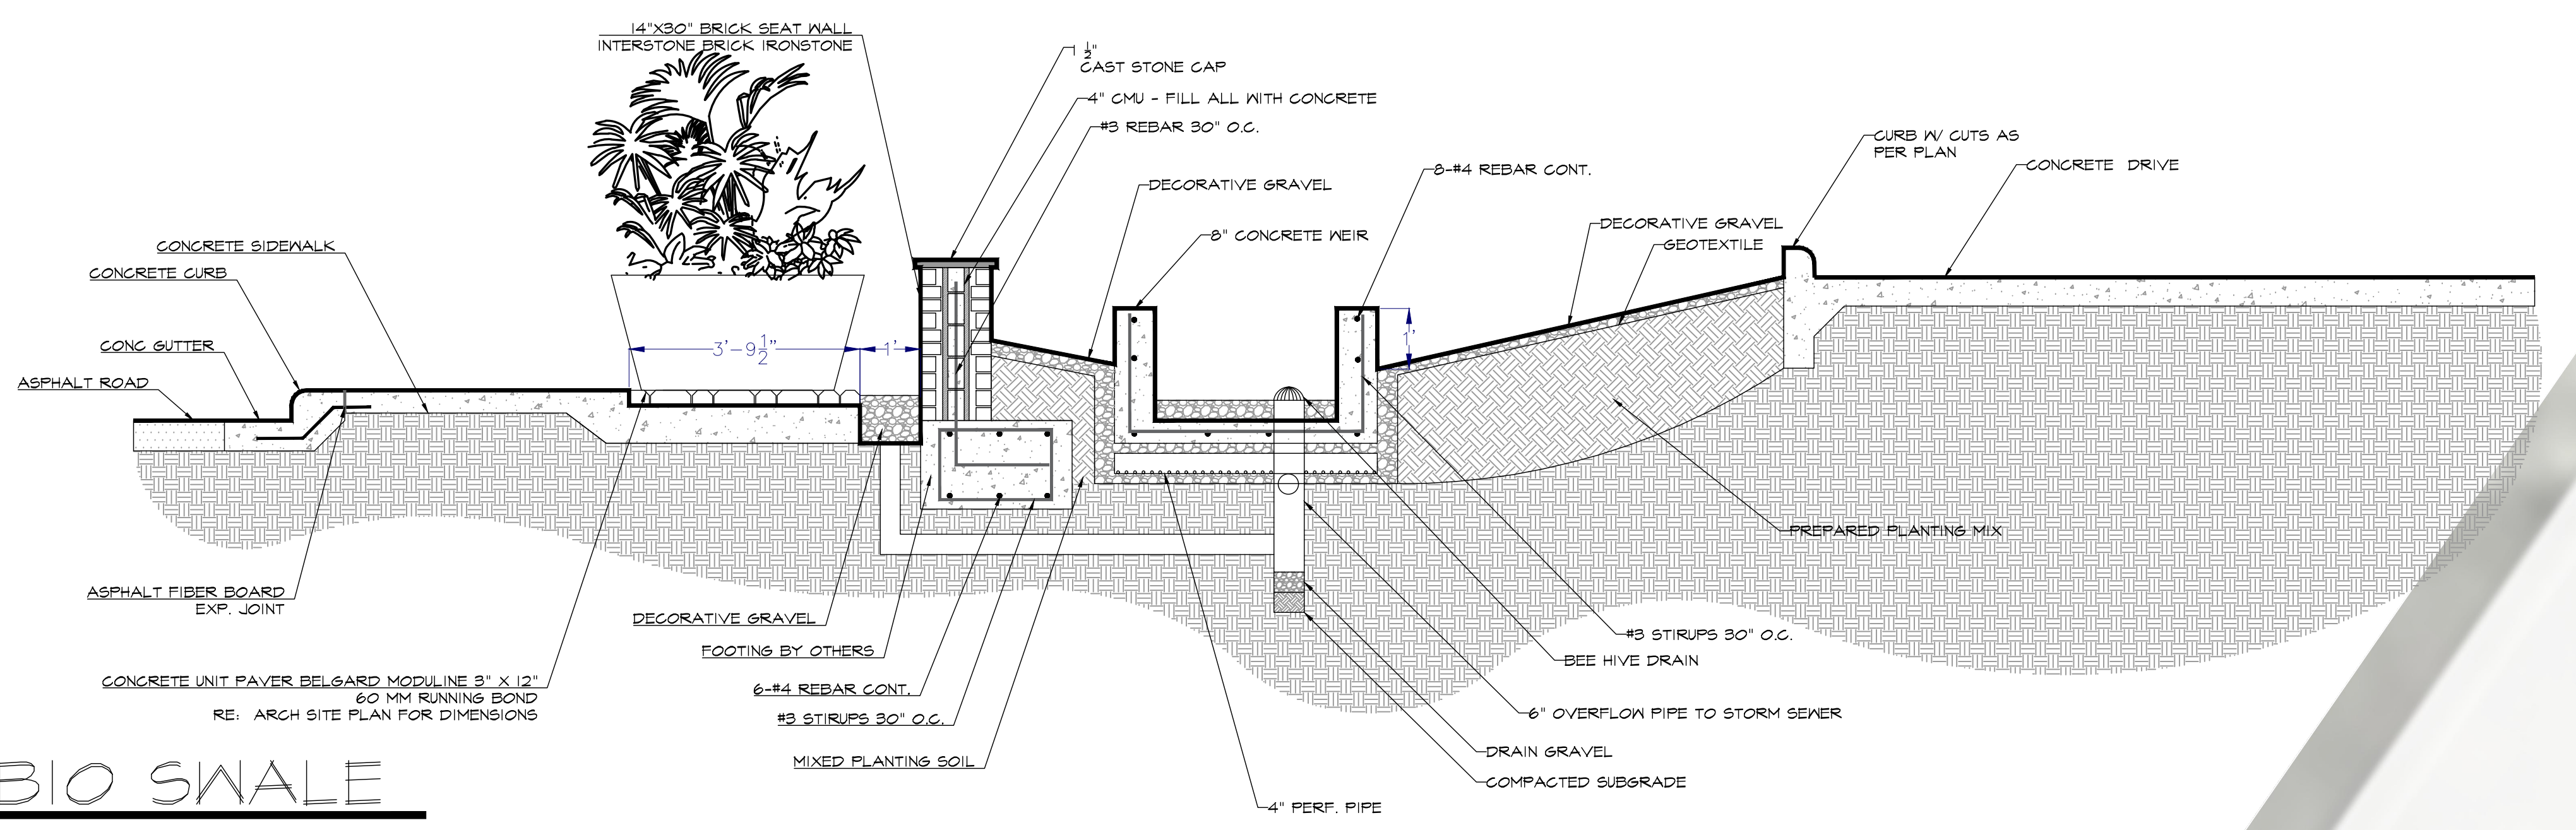 14"X30" BRICK SEAT WALL
INTERSTONE BRICK IRONSTONE
1 1/2"
CAST STONE CAP
4" CMU - FILL ALL WITH CONCRETE
#3 REBAR 30" O.C.
DECORATIVE GRAVEL
8" CONCRETE WEIR
8-#4 REBAR CONT.
CURB W/ CUTS AS
PER PLAN
CONCRETE DRIVE
DECORATIVE GRAVEL
GEOTEXTILE
CONCRETE SIDEWALK
CONCRETE CURB
CONC GUTTER
ASPHALT ROAD
3'-9 1/2"
1'
1'
ASPHALT FIBER BOARD
EXP. JOINT
CONCRETE UNIT PAVER BELGARD MODULINE 3" X 12"
60 MM RUNNING BOND
RE: ARCH SITE PLAN FOR DIMENSIONS
DECORATIVE GRAVEL
FOOTING BY OTHERS
6-#4 REBAR CONT.
#3 STIRUPS 30" O.C.
MIXED PLANTING SOIL
4" PERF. PIPE
PREPARED PLANTING MIX
#3 STIRUPS 30" O.C.
BEE HIVE DRAIN
6" OVERFLOW PIPE TO STORM SEWER
DRAIN GRAVEL
COMPACTED SUBGRADE
BIO SWALE